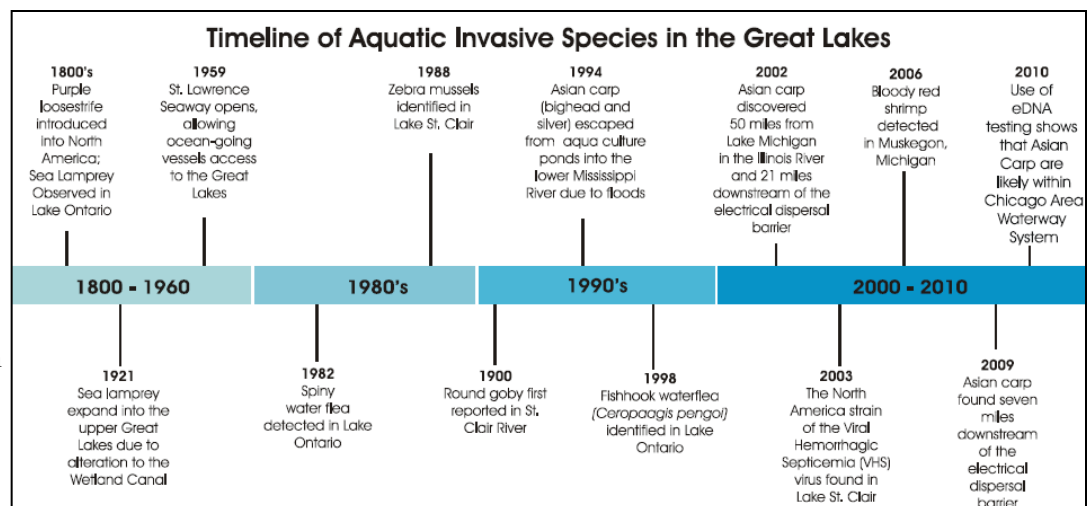 Timeline of Aquatic Invasive Species in the Great Lakes
1800's
Purple
loosestrife
introduced
into North
America;
Sea Lamprey
Observed in
Lake Ontario
1959
St. Lawrence
Seaway opens,
allowing
ocean-going
vessels access
to the Great
Lakes
1988
Zebra mussels
identified in
Lake St. Clair
1994
Asian carp
(bighead and
silver) escaped
from aqua culture
ponds into the
lower Mississippi
River due to floods
2002
Asian carp
discovered
50 miles from
Lake Michigan
in the Illinois River
and 21 miles
downstream of the
electrical dispersal
barrier
2006
Bloody red
shrimp
detected
in Muskegon,
Michigan
2010
Use of
eDNA
testing shows
that Asian
Carp are
likely within
Chicago Area
Waterway
System
1800 - 1960
1980's
1990's
2000 - 2010
1921
Sea lamprey
expand into the
upper Great
Lakes due to
alteration to the
Wetland Canal
1982
Spiny
water flea
detected in Lake
Ontario
1900
Round goby first
reported in St.
Clair River
1998
Fishhook waterflea
(Ceropaagis pengoi)
identified in Lake
Ontario
2003
The North
America strain
of the Viral
Hemorrhagic
Septicemia (VHS)
virus found in
Lake St. Clair
2009
Asian carp
found seven
miles
downstream
of the
electrical
dispersal
barrier